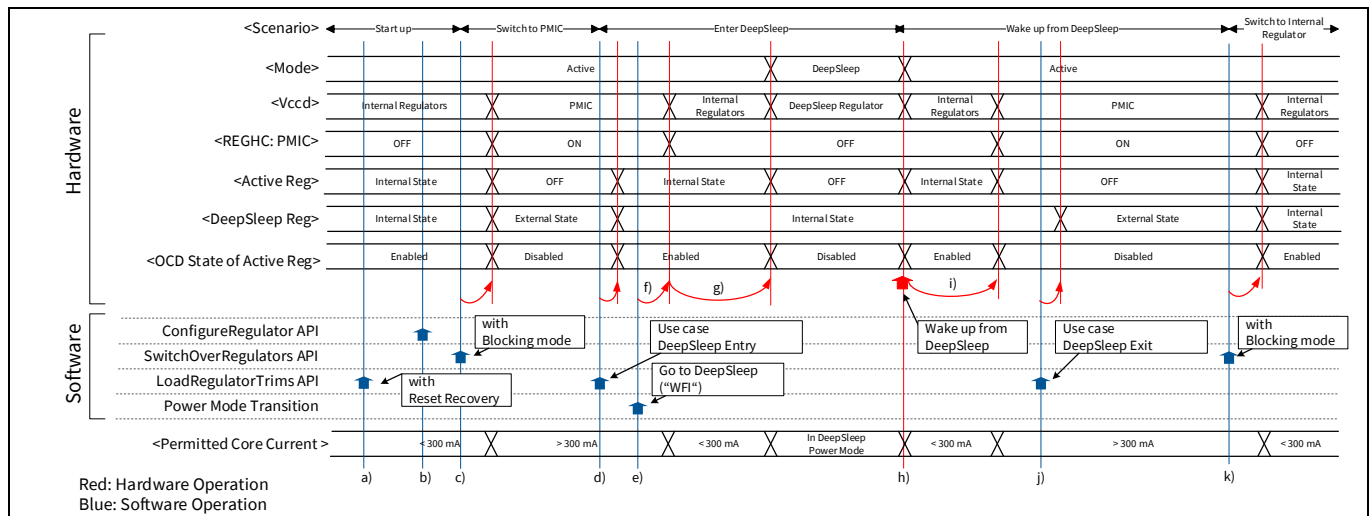 <Scenario> Start up Switch to PMIC Enter DeepSleep Wake up from DeepSleep Switch to Internal
Regulator
Hardware
<Mode> Active DeepSleep Active
<Vccd> Internal Regulators PMIC Internal Regulators DeepSleep Regulator Internal Regulators PMIC Internal Regulators
<REGHC: PMIC> OFF ON OFF ON OFF
<Active Reg> Internal State OFF Internal State OFF Internal State OFF Internal State
<DeepSleep Reg> Internal State External State Internal State External State Internal State
<OCD State of Active Reg> Enabled Disabled Enabled Disabled Enabled Disabled Enabled
f) g) i)
Software
ConfigureRegulator API
SwitchOverRegulators API
LoadRegulatorTrims API
Power Mode Transition
with
Blocking mode
with
Reset Recovery
Use case
DeepSleep Entry
Go to DeepSleep
("WFI")
Wake up from
DeepSleep
Use case
DeepSleep Exit
with
Blocking mode
<Permitted Core Current > < 300 mA > 300 mA < 300 mA In DeepSleep Power Mode < 300 mA > 300 mA < 300 mA
a) b) c) d) e) h) j) k)
Red: Hardware Operation
Blue: Software Operation